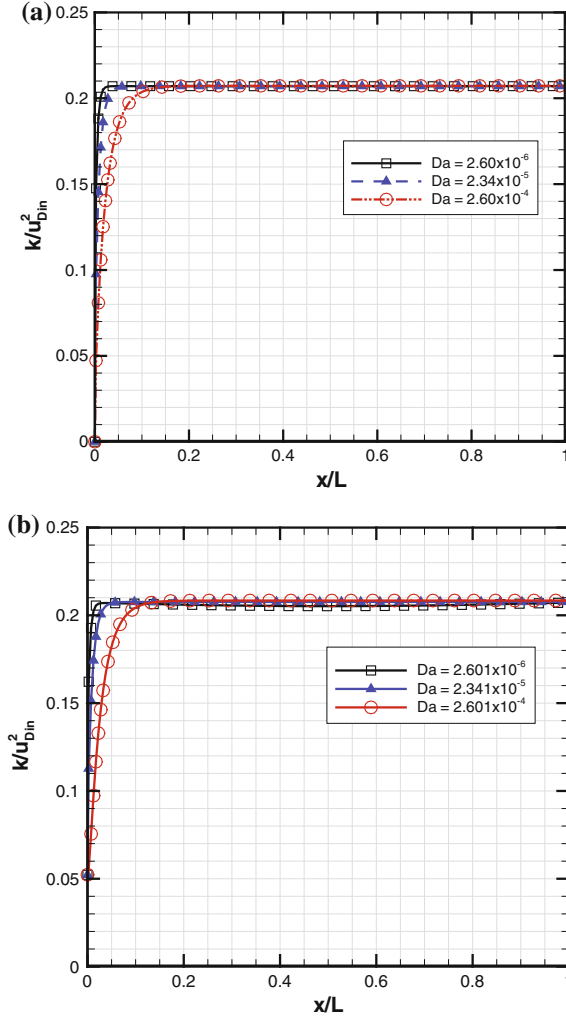 (a)
0.25
0.2
0.15
0.1
0.05
0
k/u²Din
0 0.2 0.4 0.6 0.8 1
x/L
Da = 2.60x10⁻⁶
Da = 2.34x10⁻⁵
Da = 2.60x10⁻⁴
(b)
0.25
0.2
0.15
0.1
0.05
0
k/u²Din
0 0.2 0.4 0.6 0.8 1
x/L
Da = 2.601x10⁻⁶
Da = 2.341x10⁻⁵
Da = 2.601x10⁻⁴